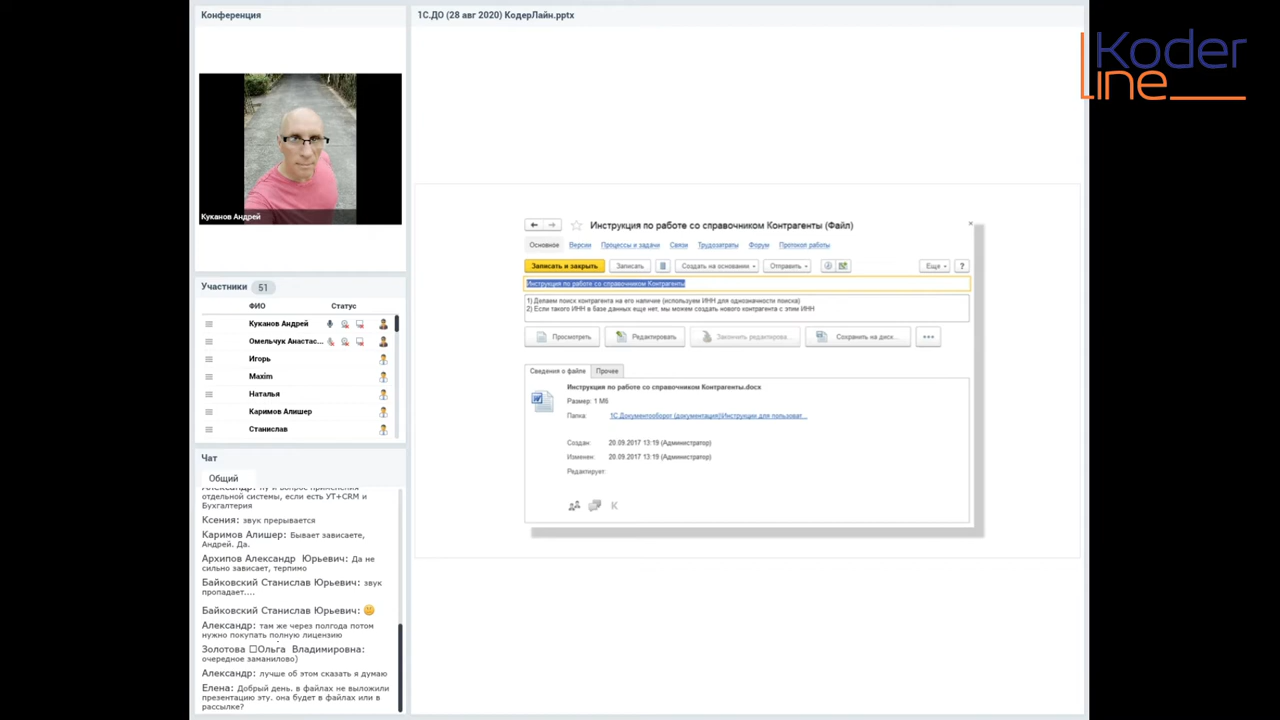 Конференция
Куканов Андрей
Участники 51
ФИО Статус
Куканов Андрей
Омельчук Анастас...
Игорь
Maxim
Наталья
Каримов Алишер
Станислав
Чат
Общий
отдельной системы, если есть УТ+CRM и
Бухгалтерия
Ксения: звук прерывается
Каримов Алишер: Бывает зависаете,
Андрей. Да.
Архипов Александр Юрьевич: Да не
сильно зависает, терпимо
Байковский Станислав Юрьевич: звук
пропадает....
Байковский Станислав Юрьевич:
Александр: там же через полгода потом
нужно покупать полную лицензию
Золотова □Ольга Владимировна:
очередное заманилово)
Александр: лучше об этом сказать я думаю
Елена: Добрый день. в файлах не выложили
презентацию эту. она будет в файлах или в
рассылке?
1С.ДО (28 авг 2020) КодерЛайн.pptx
Koder
line
Инструкция по работе со справочником Контрагенты (Файл)
Основное Версии Процессы и задачи Связи Трудозатраты Форум Протокол работы
Записать и закрыть Записать Создать на основании Отправить Еще ?
Инструкция по работе со справочником Контрагенты
1) Делаем поиск контрагента на его наличие (используем ИНН для однозначности поиска)
2) Если такого ИНН в базе данных еще нет, мы можем создать нового контрагента с этим ИНН
Просмотреть Редактировать Закончить редактирова... Сохранить на диск...
Сведения о файле Прочее
Инструкция по работе со справочником Контрагенты.docx
Размер: 1 Мб
Папка: 1С Документооборот (документация)Инструкции для пользоват...
Создан: 20.09.2017 13:19 (Администратор)
Изменен: 20.09.2017 13:19 (Администратор)
Редактирует: